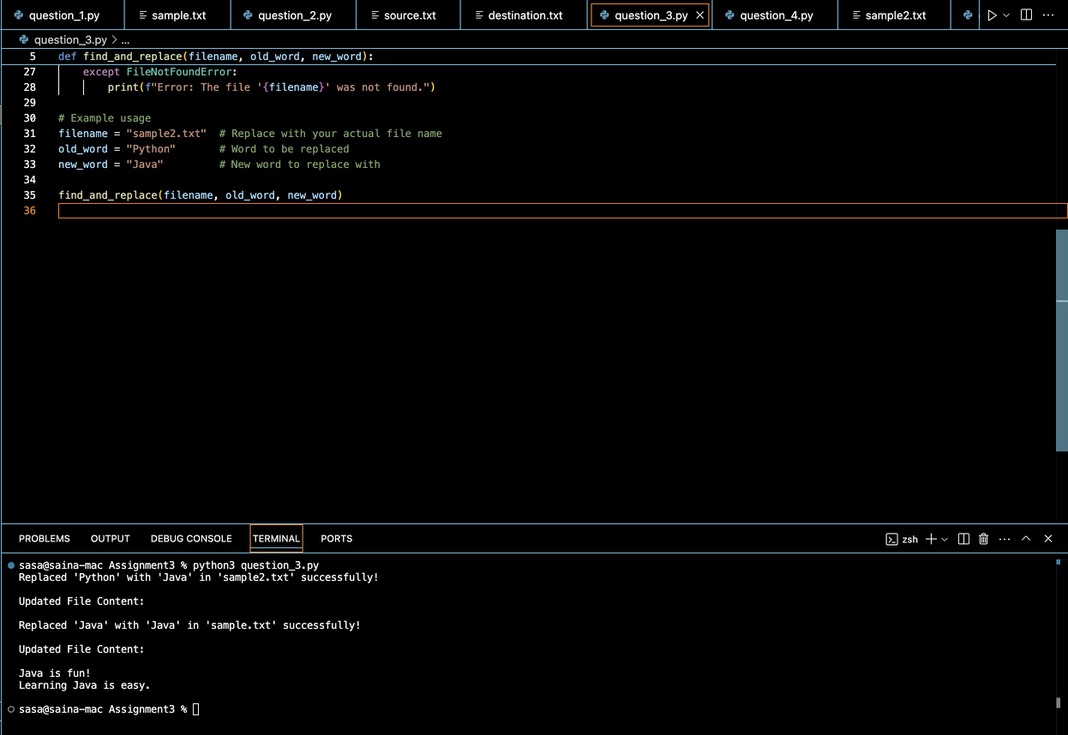 question_1.py sample.txt question_2.py source.txt destination.txt question_3.py question_4.py sample2.txt
question_3.py > ...
5 def find_and_replace(filename, old_word, new_word):
27 except FileNotFoundError:
28 print(f"Error: The file '{filename}' was not found.")
29
30 # Example usage
31 filename = "sample2.txt" # Replace with your actual file name
32 old_word = "Python" # Word to be replaced
33 new_word = "Java" # New word to replace with
34
35 find_and_replace(filename, old_word, new_word)
36
PROBLEMS OUTPUT DEBUG CONSOLE TERMINAL PORTS zsh
sasa@saina-mac Assignment3 % python3 question_3.py
Replaced 'Python' with 'Java' in 'sample2.txt' successfully!
Updated File Content:
Replaced 'Java' with 'Java' in 'sample.txt' successfully!
Updated File Content:
Java is fun!
Learning Java is easy.
sasa@saina-mac Assignment3 %